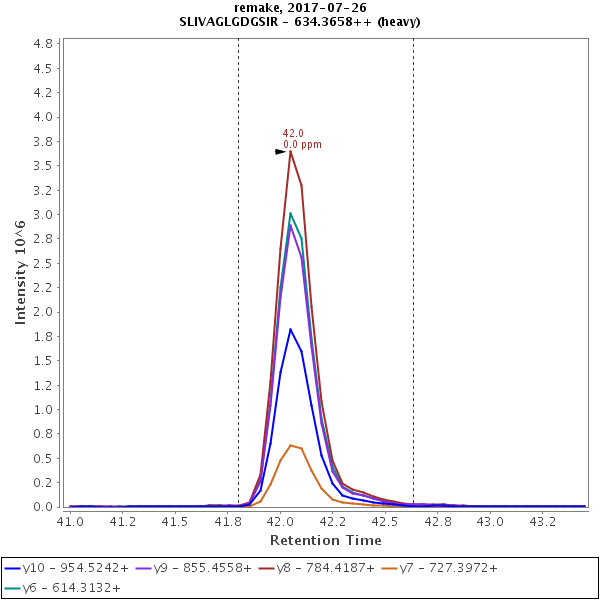 remake, 2017-07-26
SLIVAGLGDGSIR - 634.3658++ (heavy)
Intensity 10^6
4.8
4.5
4.2
4.0
3.8
3.5
3.2
3.0
2.8
2.5
2.2
2.0
1.8
1.5
1.2
1.0
0.8
0.5
0.2
0.0
42.0
0.0 ppm
41.0 41.2 41.5 41.8 42.0 42.2 42.5 42.8 43.0 43.2
Retention Time
y10 - 954.5242+ y9 - 855.4558+ y8 - 784.4187+ y7 - 727.3972+
y6 - 614.3132+